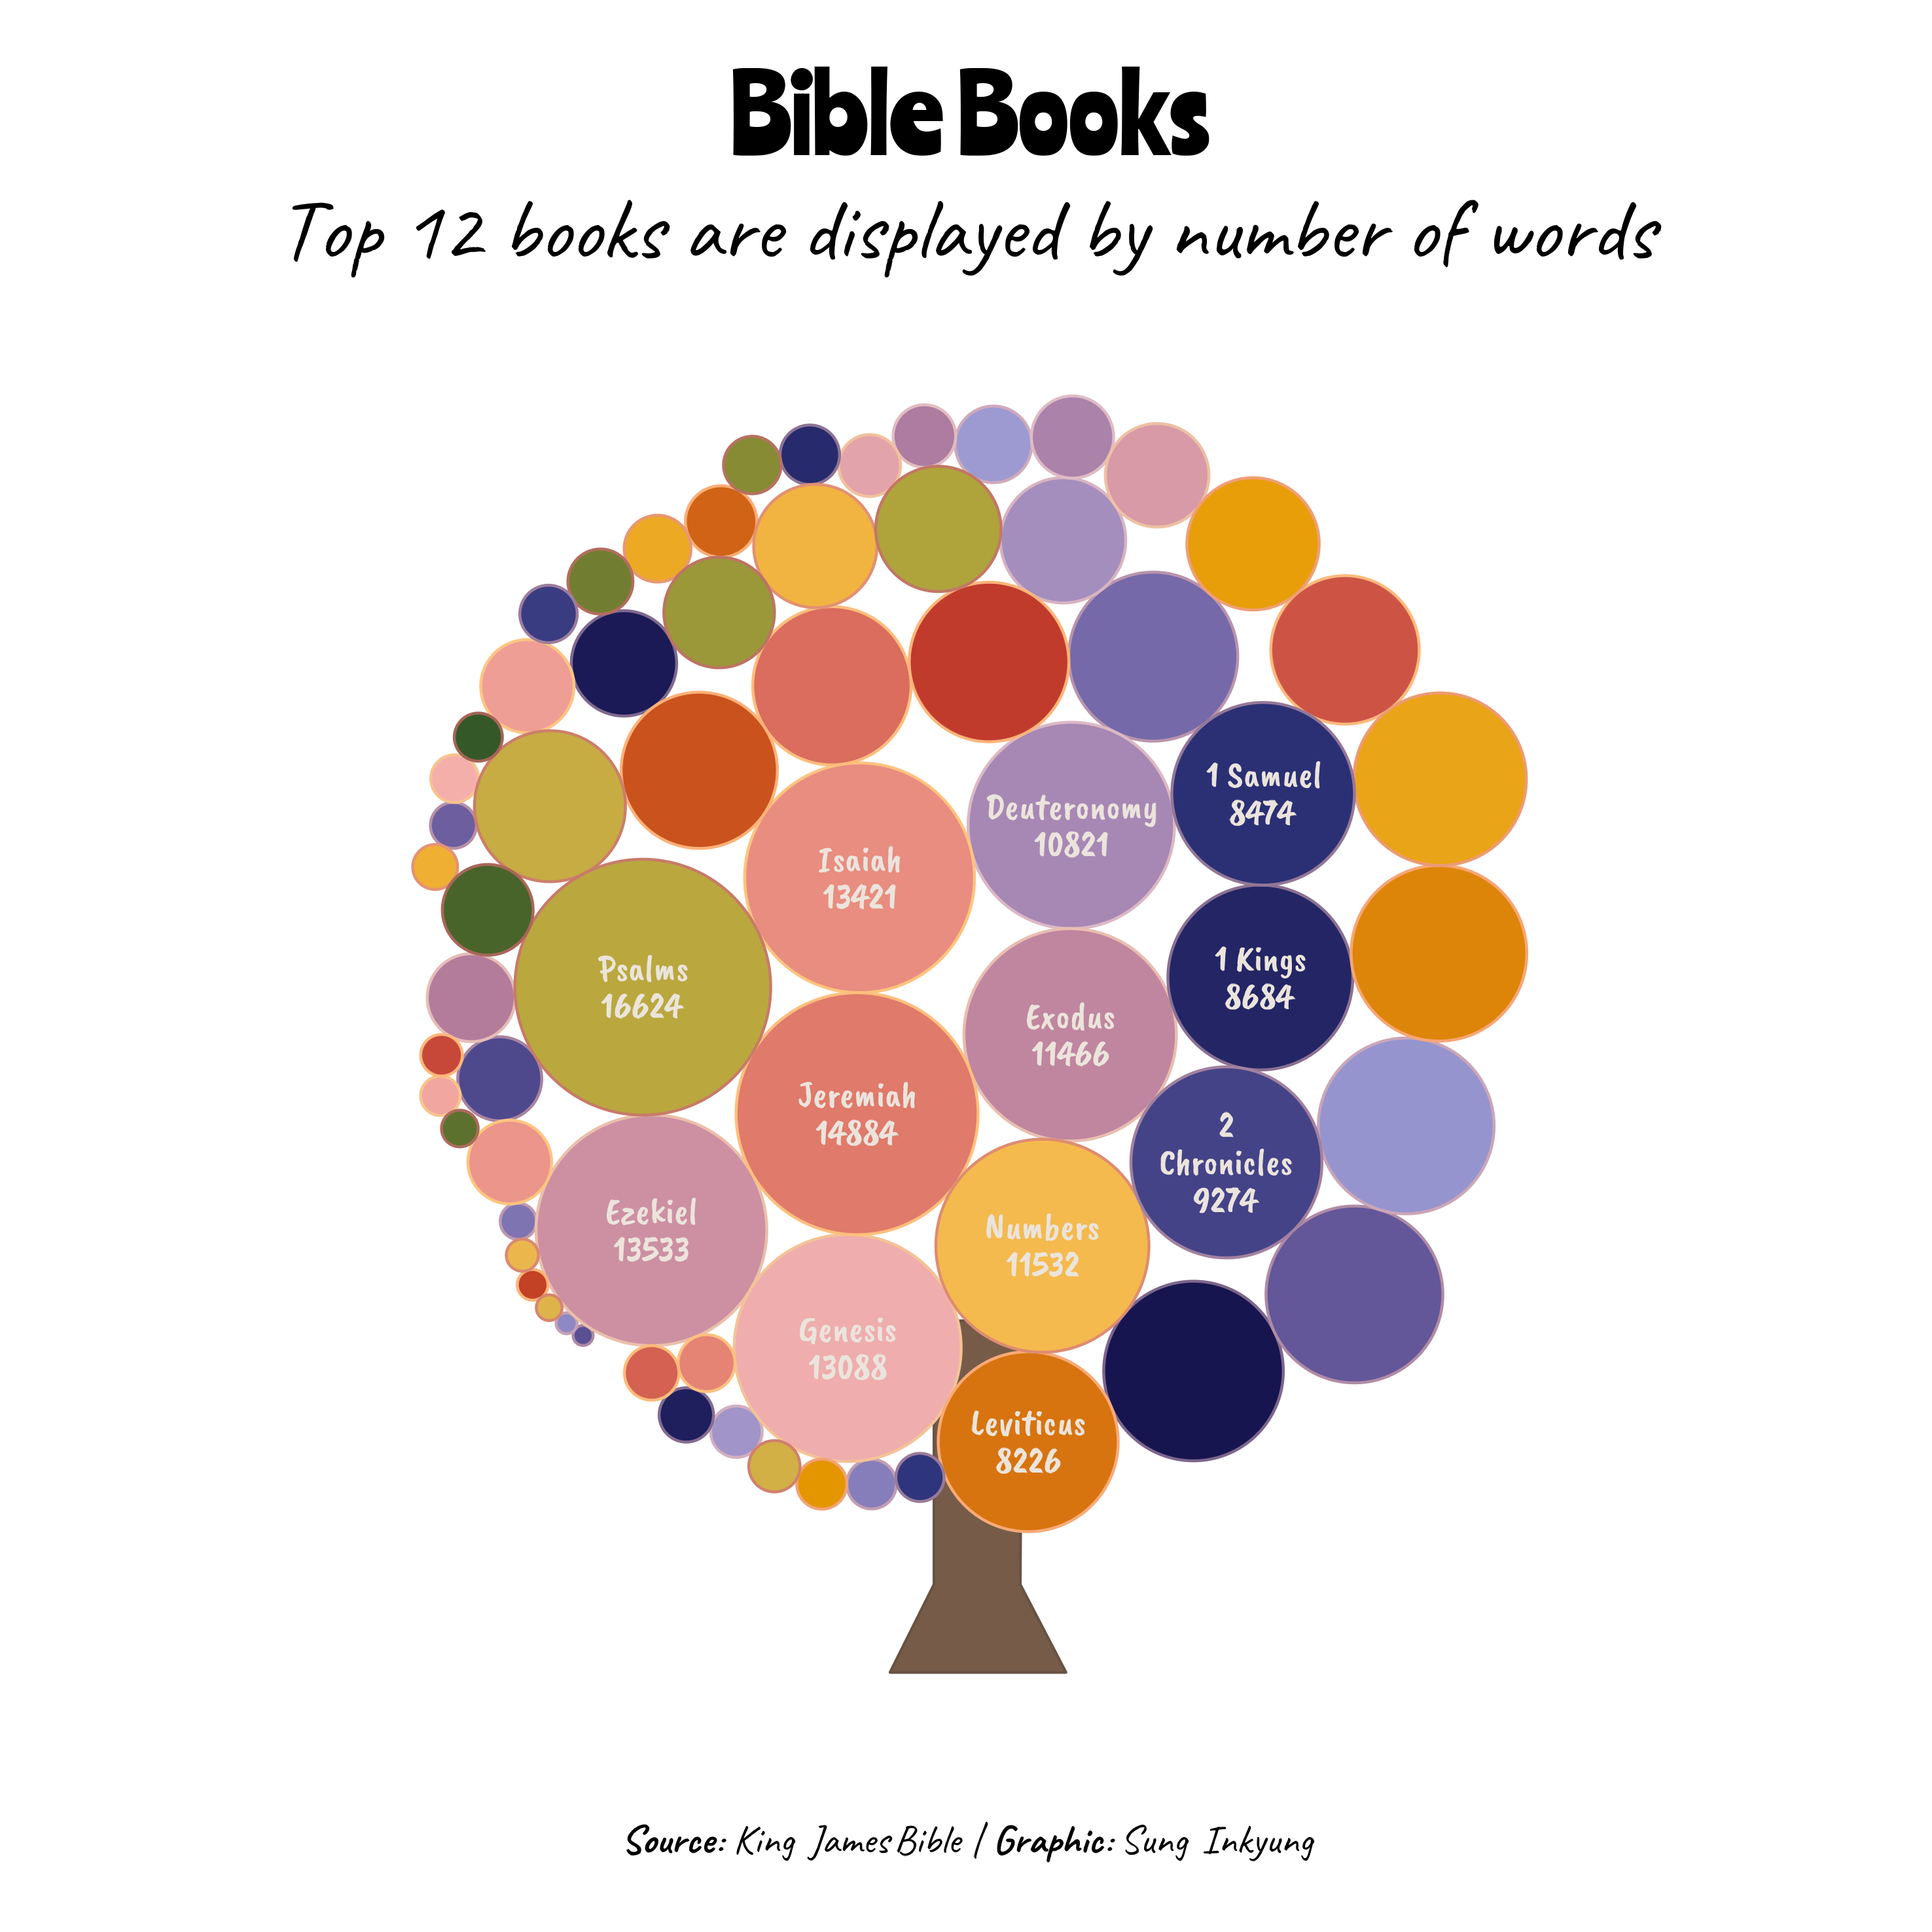 Bible Books
Top 12 books are displayed by number of words
1 Samuel
8474
Deuteronomy
10821
Isaiah
13421
1 Kings
8684
Psalms
16624
Exodus
11466
Jeremiah
14884
2
Chronicles
9274
Ezekiel
13533
Numbers
11532
Genesis
13088
Leviticus
8226
Source: King James Bible | Graphic: Sung Inkyung